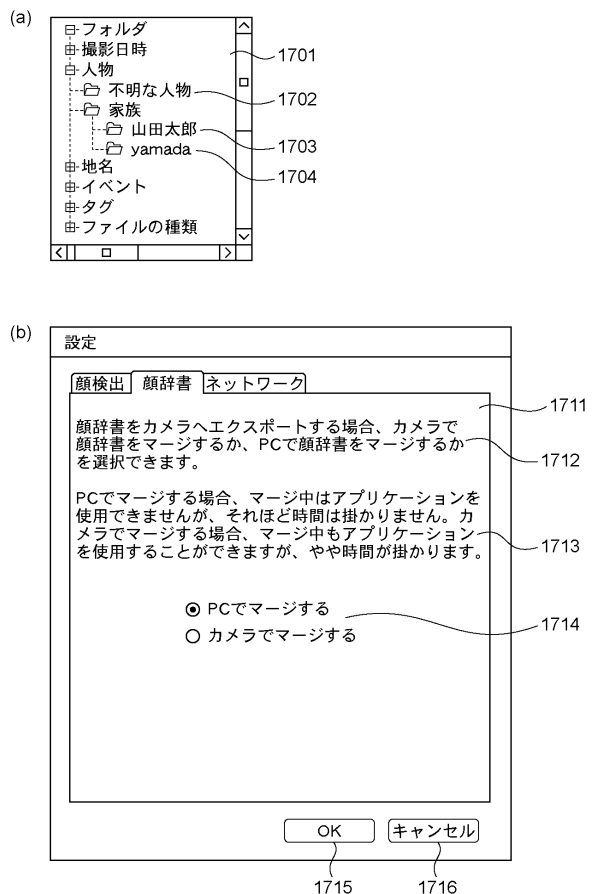 (a)
フォルダ
撮影日時
1701
人物
不明な人物
1702
家族
山田太郎
1703
yamada
1704
地名
イベント
タグ
ファイルの種類
(b)
設定
顔検出 顔辞書 ネットワーク
1711
顔辞書をカメラへエクスポートする場合、カメラで
顔辞書をマージするか、PCで顔辞書をマージするか
を選択できます。
1712
PCでマージする場合、マージ中はアプリケーションを
使用できませんが、それほど時間は掛かりません。カ
メラでマージする場合、マージ中もアプリケーション
を使用することができますが、やや時間が掛かります。
1713
PCでマージする
1714
カメラでマージする
OK キャンセル
1715 1716